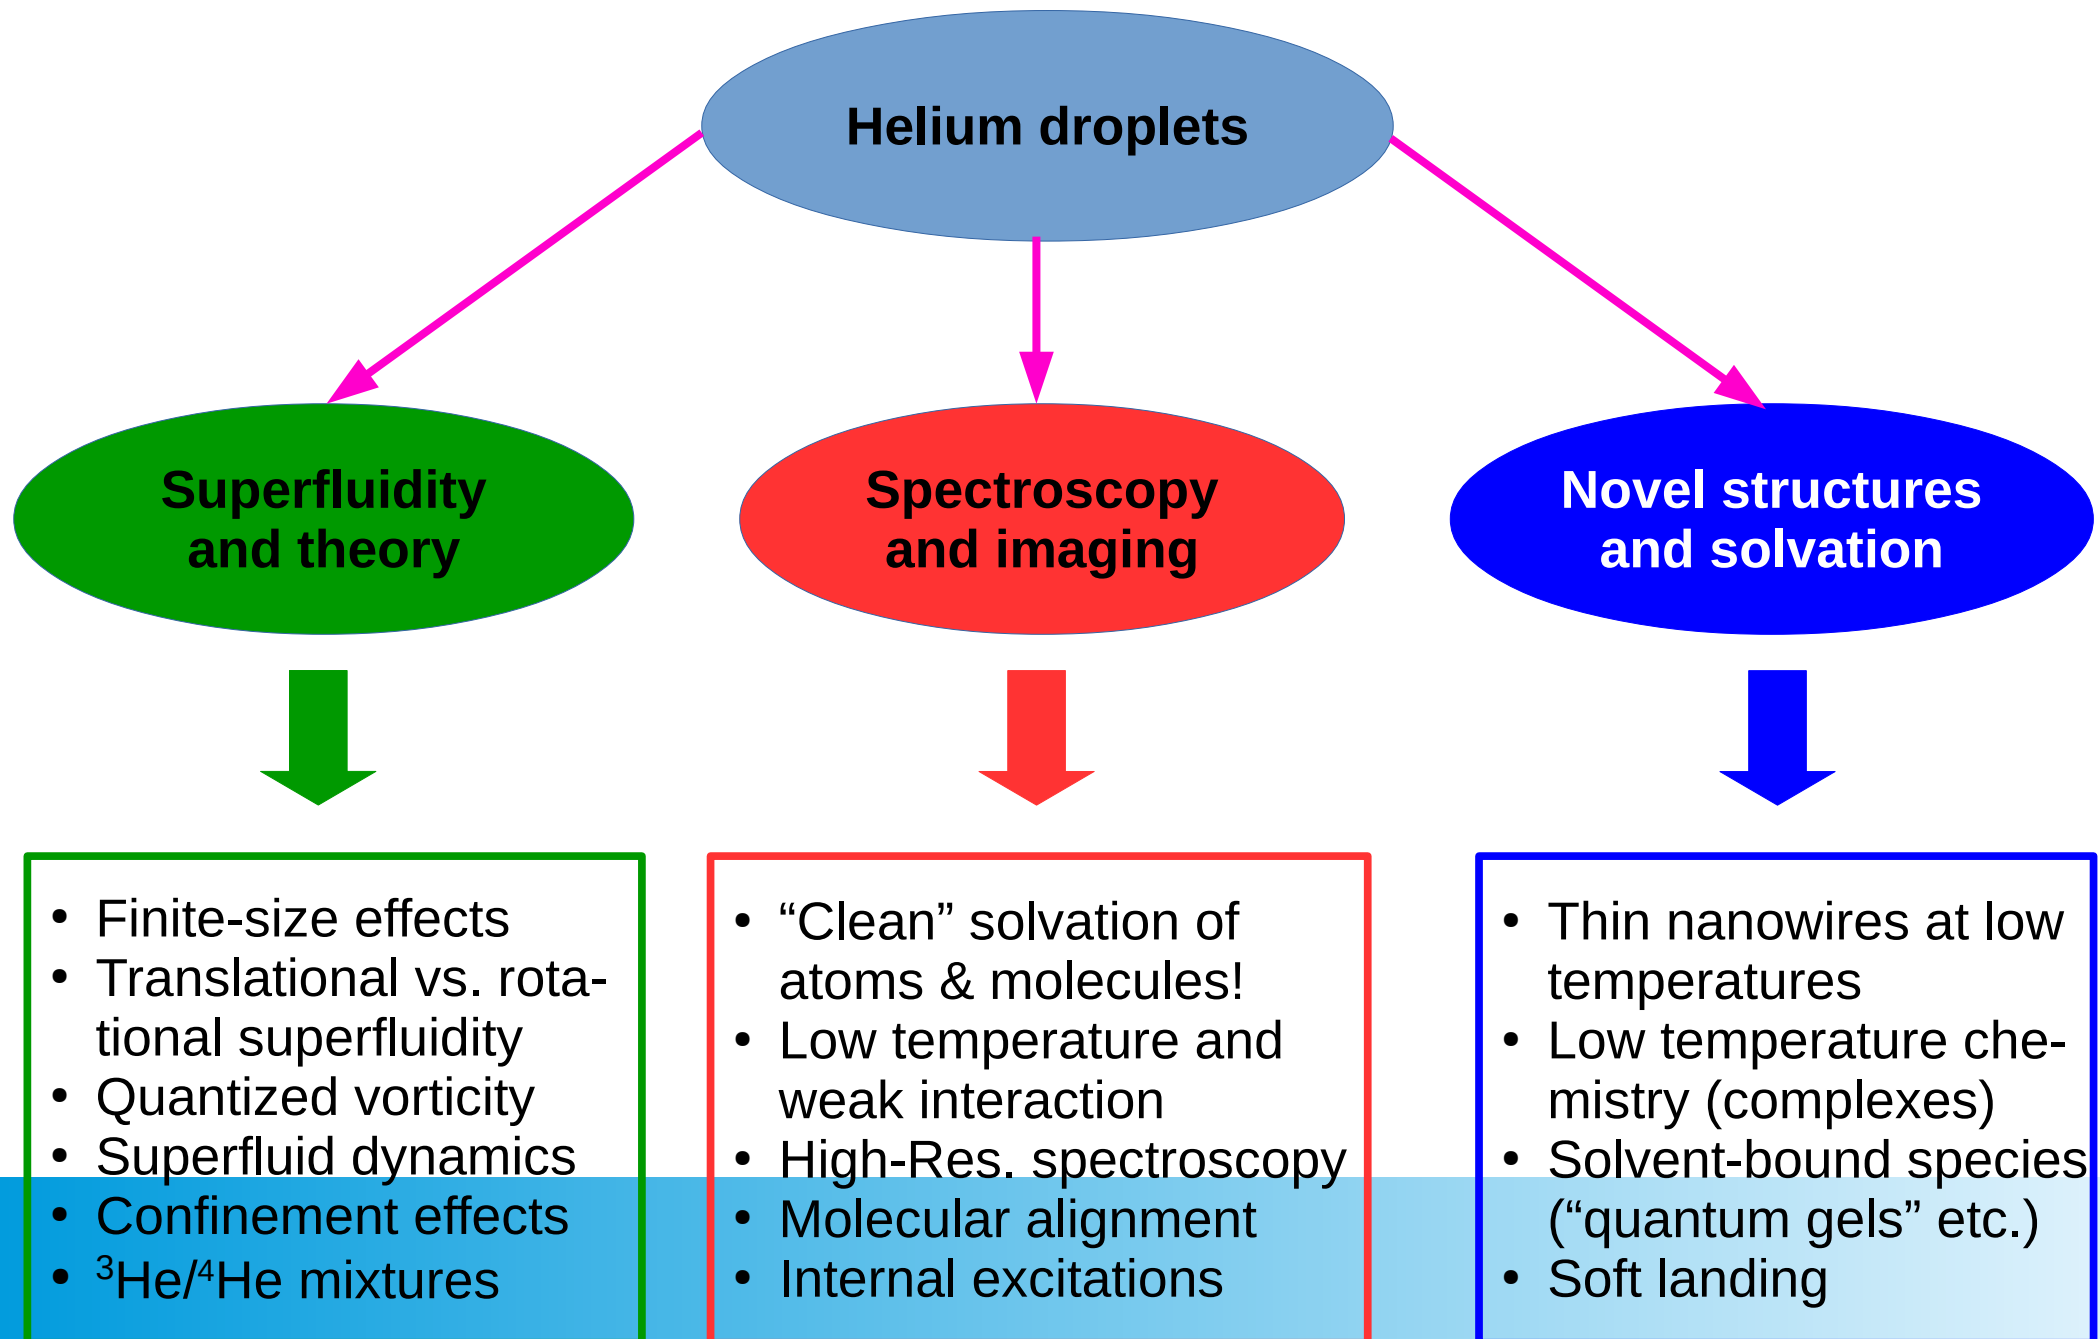 Helium droplets
Superfluidity
and theory
Spectroscopy
and imaging
Novel structures
and solvation
• Finite-size effects
• Translational vs. rota-
tional superfluidity
• Quantized vorticity
• Superfluid dynamics
• Confinement effects
• ³He/⁴He mixtures
• “Clean” solvation of
atoms & molecules!
• Low temperature and
weak interaction
• High-Res. spectroscopy
• Molecular alignment
• Internal excitations
• Thin nanowires at low
temperatures
• Low temperature che-
mistry (complexes)
• Solvent-bound species
(“quantum gels” etc.)
• Soft landing